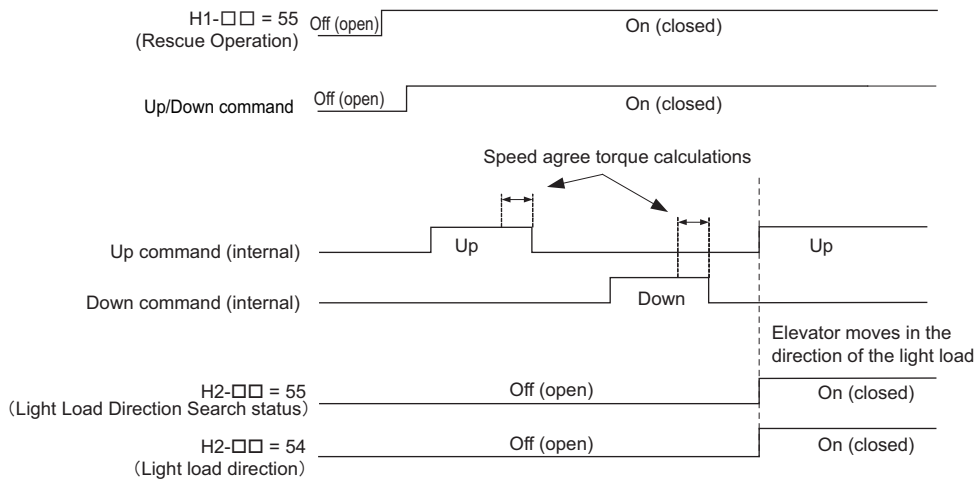 H1-□□ = 55
(Rescue Operation)
Off (open)
On (closed)
Up/Down command
Off (open)
On (closed)
Speed agree torque calculations
Up command (internal)
Up
Up
Down command (internal)
Down
Elevator moves in the
direction of the light load
H2-□□ = 55
（Light Load Direction Search status）
Off (open)
On (closed)
H2-□□ = 54
（Light load direction）
Off (open)
On (closed)